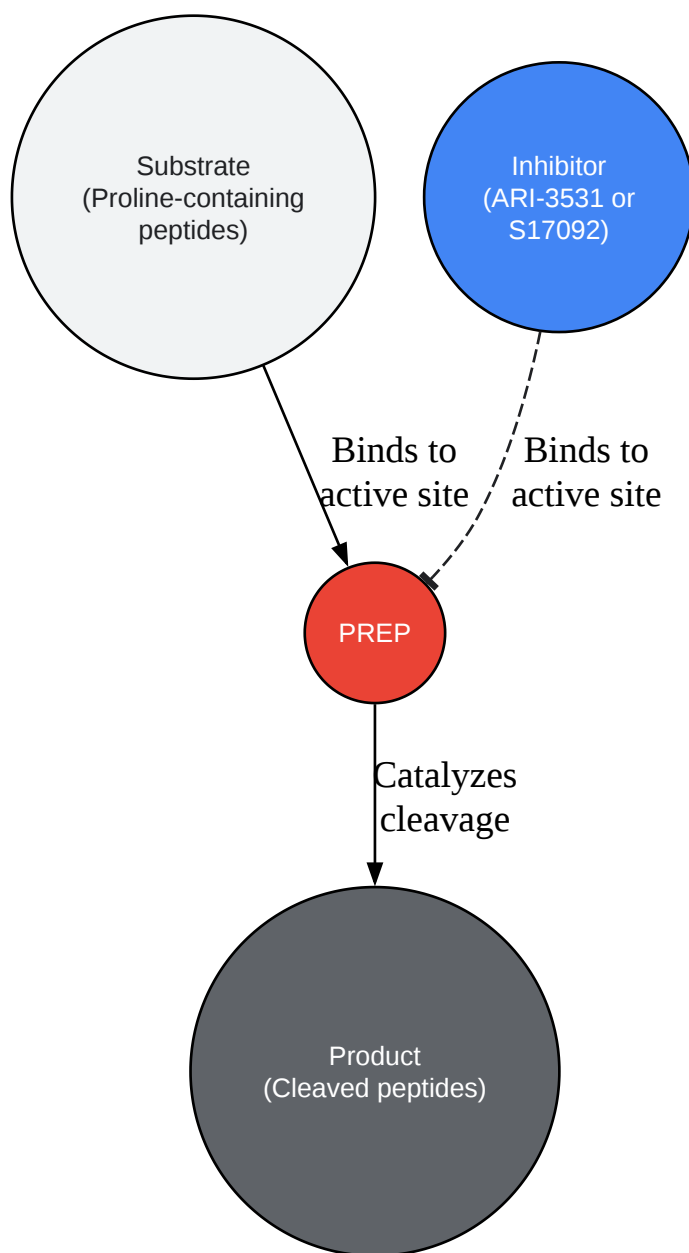 Substrate
(Proline-containing
peptides)
Inhibitor
(ARI-3531 or
S17092)
Binds to
active site
Binds to
active site
PREP
Catalyzes
cleavage
Product
(Cleaved peptides)